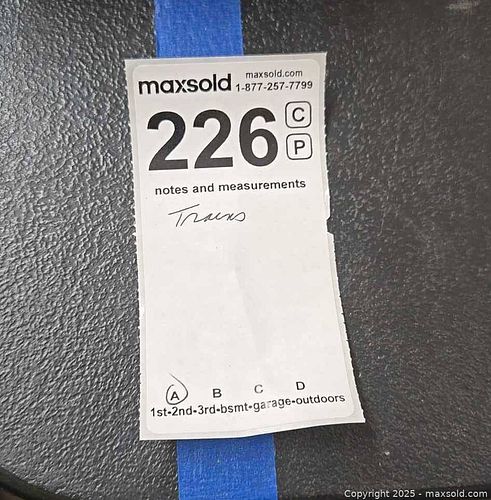 maxsold maxsold.com
1-877-257-7799
226 C
P
notes and measurements
Trains
A B C D
1st-2nd-3rd-bsmt-garage-outdoors
Copyright 2025 - maxsold.com